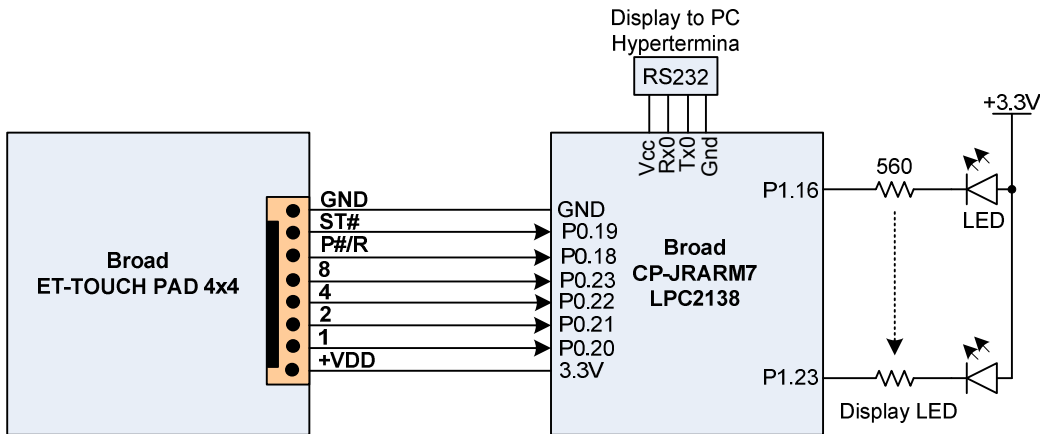 Display to PC
Hypertermina
RS232
Vcc
Rx0
Tx0
Gnd
+3.3V
560
P1.16
LED
Broad
ET-TOUCH PAD 4x4
GND
ST#
P#/R
8
4
2
1
+VDD
GND
P0.19
P0.18
P0.23
P0.22
P0.21
P0.20
3.3V
Broad
CP-JRARM7
LPC2138
P1.23
Display LED